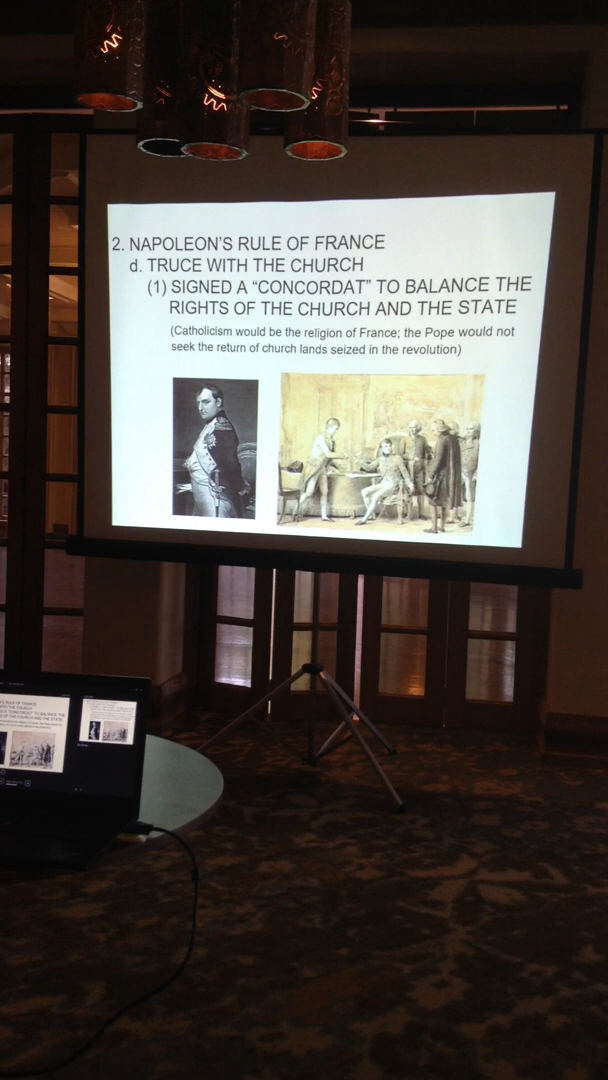 2. NAPOLEON'S RULE OF FRANCE
d. TRUCE WITH THE CHURCH
(1) SIGNED A “CONCORDAT” TO BALANCE THE
RIGHTS OF THE CHURCH AND THE STATE
(Catholicism would be the religion of France; the Pope would not
seek the return of church lands seized in the revolution)